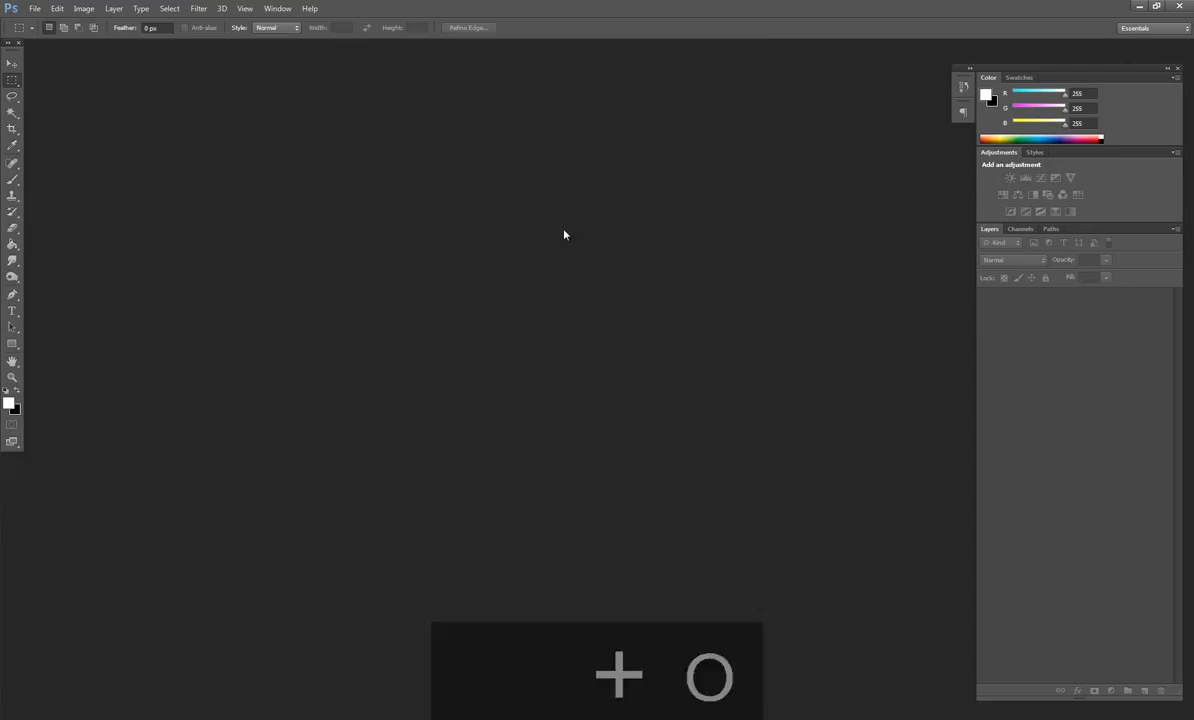 Ps File Edit Image Layer Type Select Filter 3D View Window Help
Feather: 0 px Anti-alias Style: Normal Width: Height: Refine Edge... Essentials
Color Swatches
R 255
G 255
B 255
Adjustments Styles
Add an adjustment
Layers Channels Paths
Kind
Normal Opacity:
Lock: Fill:
T
fx
+ O